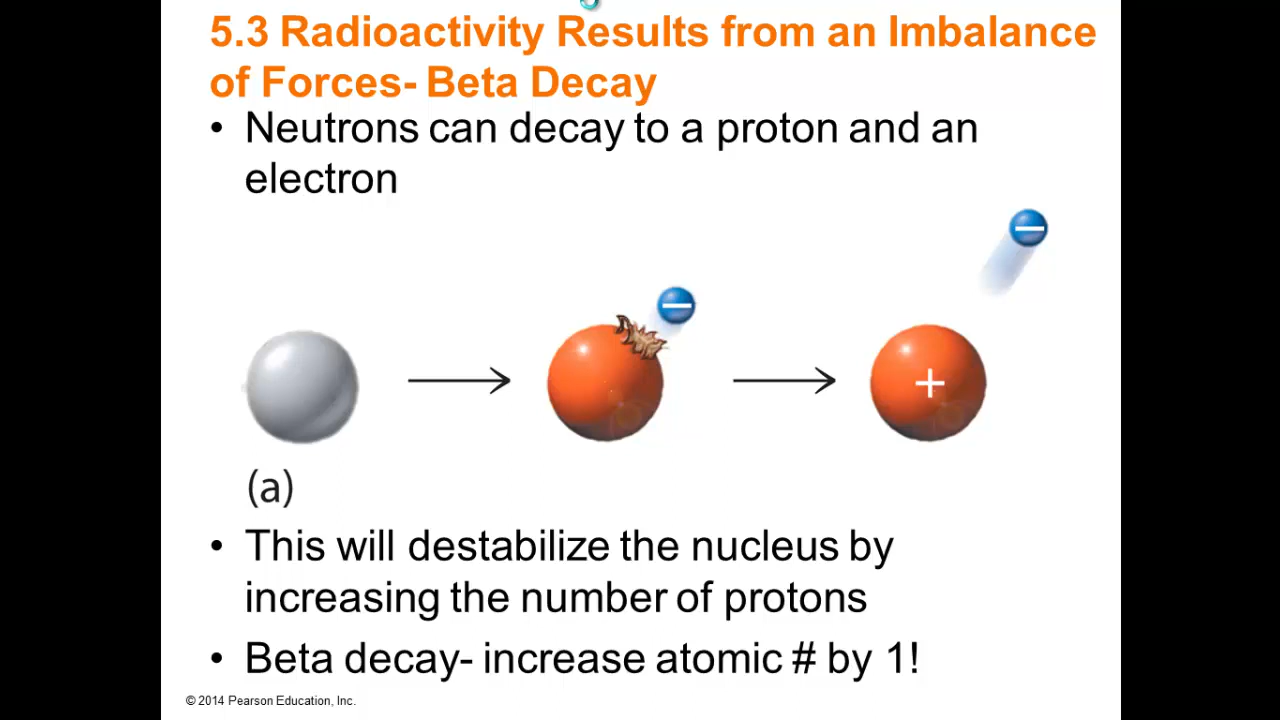 5.3 Radioactivity Results from an Imbalance
of Forces- Beta Decay
• Neutrons can decay to a proton and an
electron
−
−
+
(a)
• This will destabilize the nucleus by
increasing the number of protons
• Beta decay- increase atomic # by 1!
© 2014 Pearson Education, Inc.